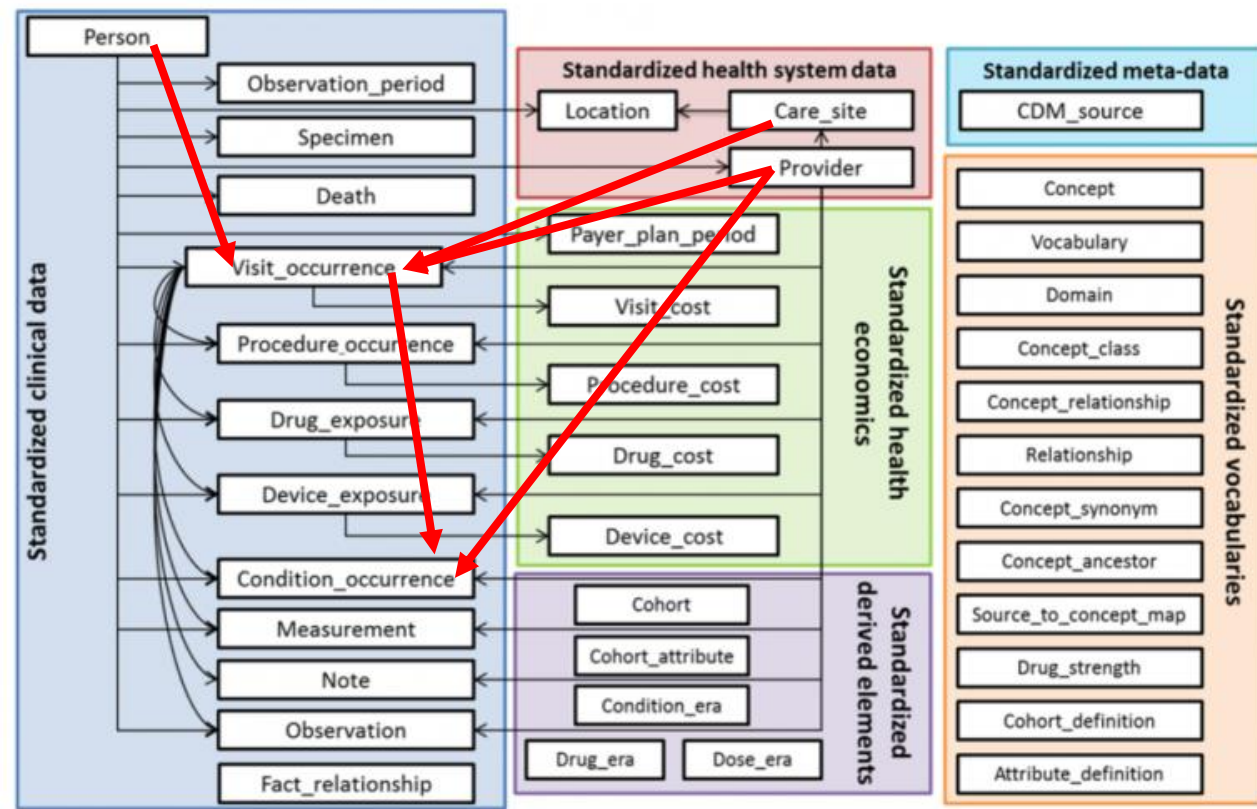 Person
Observation_period
Specimen
Death
Visit_occurrence
Procedure_occurrence
Drug_exposure
Device_exposure
Condition_occurrence
Measurement
Note
Observation
Fact_relationship
Standardized clinical data
Standardized health system data
Location
Care_site
Provider
Payer_plan_period
Visit_cost
Procedure_cost
Drug_cost
Device_cost
Standardized health
economics
Cohort
Cohort_attribute
Condition_era
Drug_era
Dose_era
Standardized
derived elements
Standardized meta-data
CDM_source
Concept
Vocabulary
Domain
Concept_class
Concept_relationship
Relationship
Concept_synonym
Concept_ancestor
Source_to_concept_map
Drug_strength
Cohort_definition
Attribute_definition
Standardized vocabularies